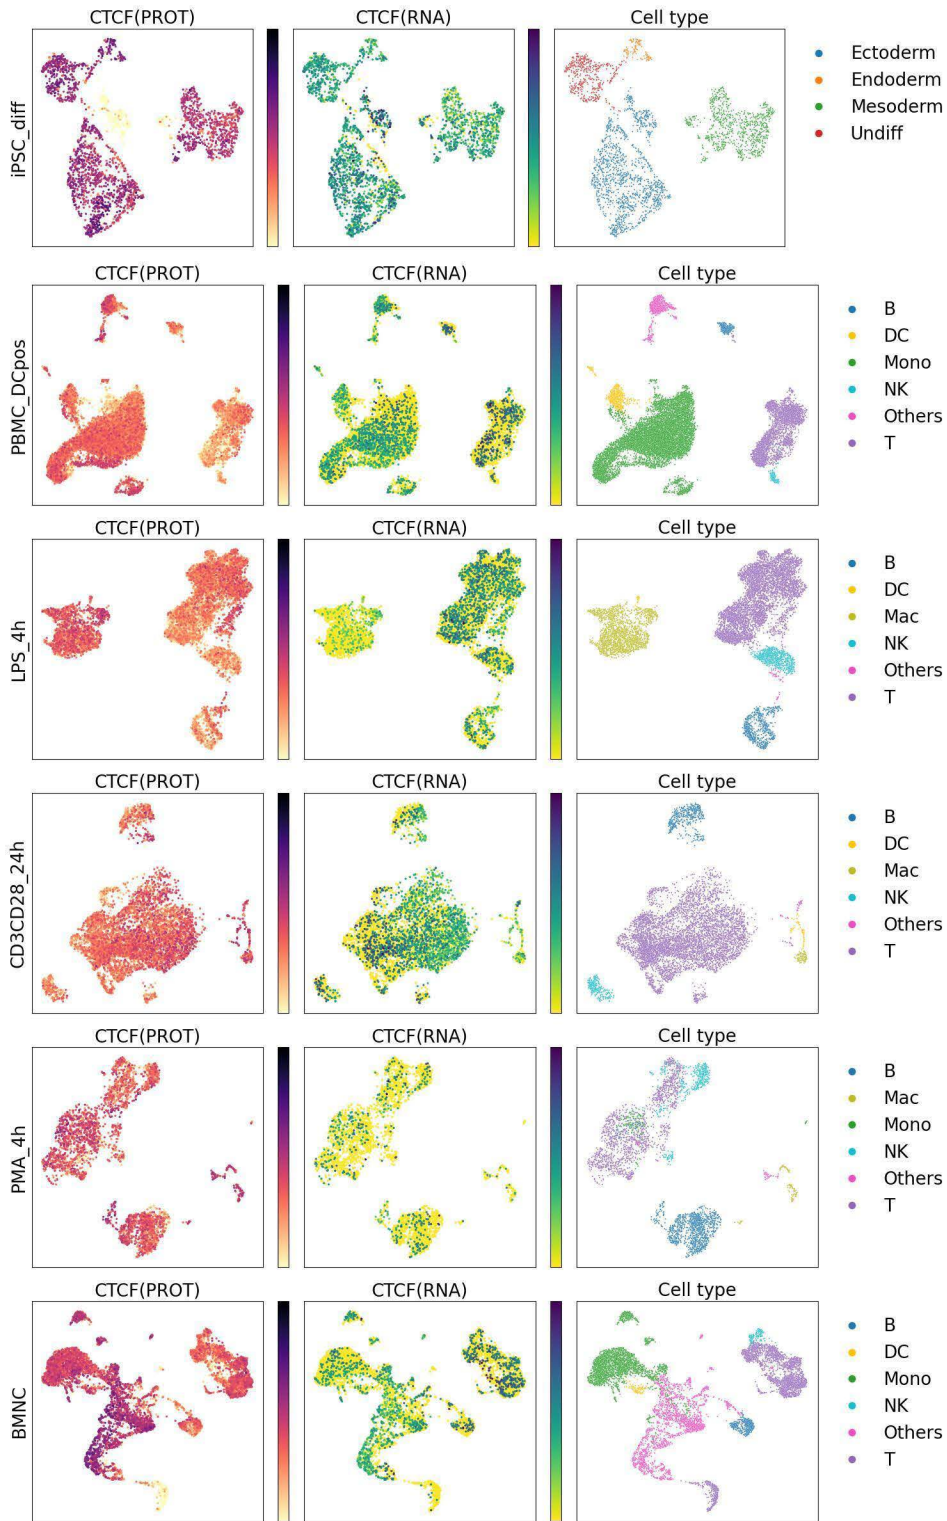 CTCF(PROT) CTCF(RNA) Cell type
iPSC_diff
Ectoderm
Endoderm
Mesoderm
Undiff
CTCF(PROT) CTCF(RNA) Cell type
PBMC_DCpos
B
DC
Mono
NK
Others
T
CTCF(PROT) CTCF(RNA) Cell type
LPS_4h
B
DC
Mac
NK
Others
T
CTCF(PROT) CTCF(RNA) Cell type
CD3CD28_24h
B
DC
Mac
NK
Others
T
CTCF(PROT) CTCF(RNA) Cell type
PMA_4h
B
Mac
Mono
NK
Others
T
CTCF(PROT) CTCF(RNA) Cell type
BMNC
B
DC
Mono
NK
Others
T